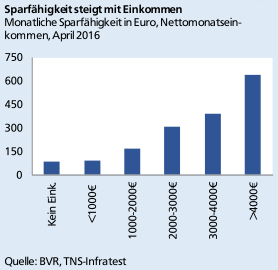 Sparfähigkeit steigt mit Einkommen
Monatliche Sparfähigkeit in Euro, Nettomonatsein-
kommen, April 2016
750
600
450
300
150
0
Kein Eink.
<1000€
1000-2000€
2000-3000€
3000-4000€
>4000€
Quelle: BVR, TNS-Infratest